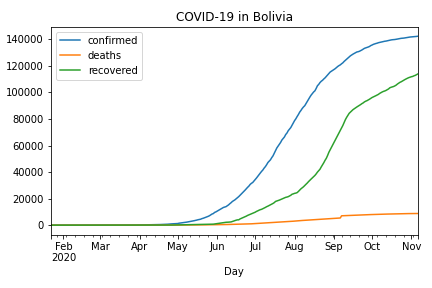 COVID-19 in Bolivia
confirmed
deaths
recovered
140000
120000
100000
80000
60000
40000
20000
0
Feb Mar Apr May Jun Jul Aug Sep Oct Nov
2020
Day